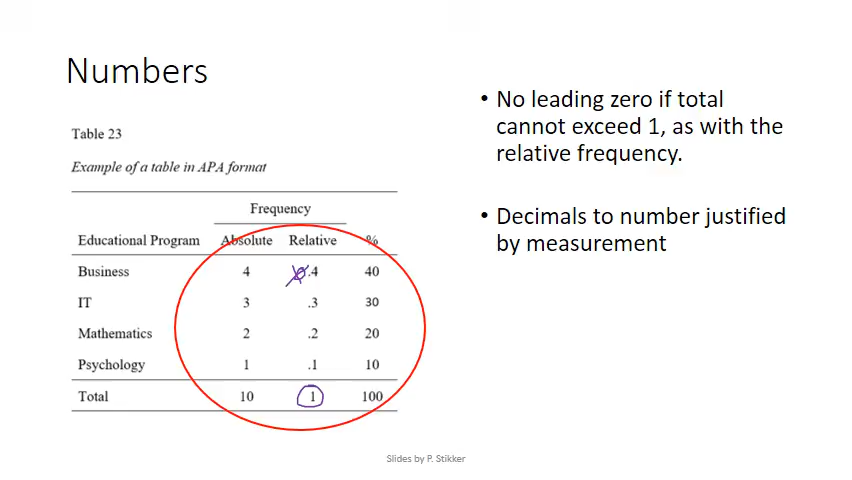 Numbers
Table 23
Example of a table in APA format
Frequency
Educational Program Absolute Relative %
Business 4 0.4 40
IT 3 .3 30
Mathematics 2 .2 20
Psychology 1 .1 10
Total 10 1 100
• No leading zero if total
cannot exceed 1, as with the
relative frequency.
• Decimals to number justified
by measurement
Slides by P. Stikker